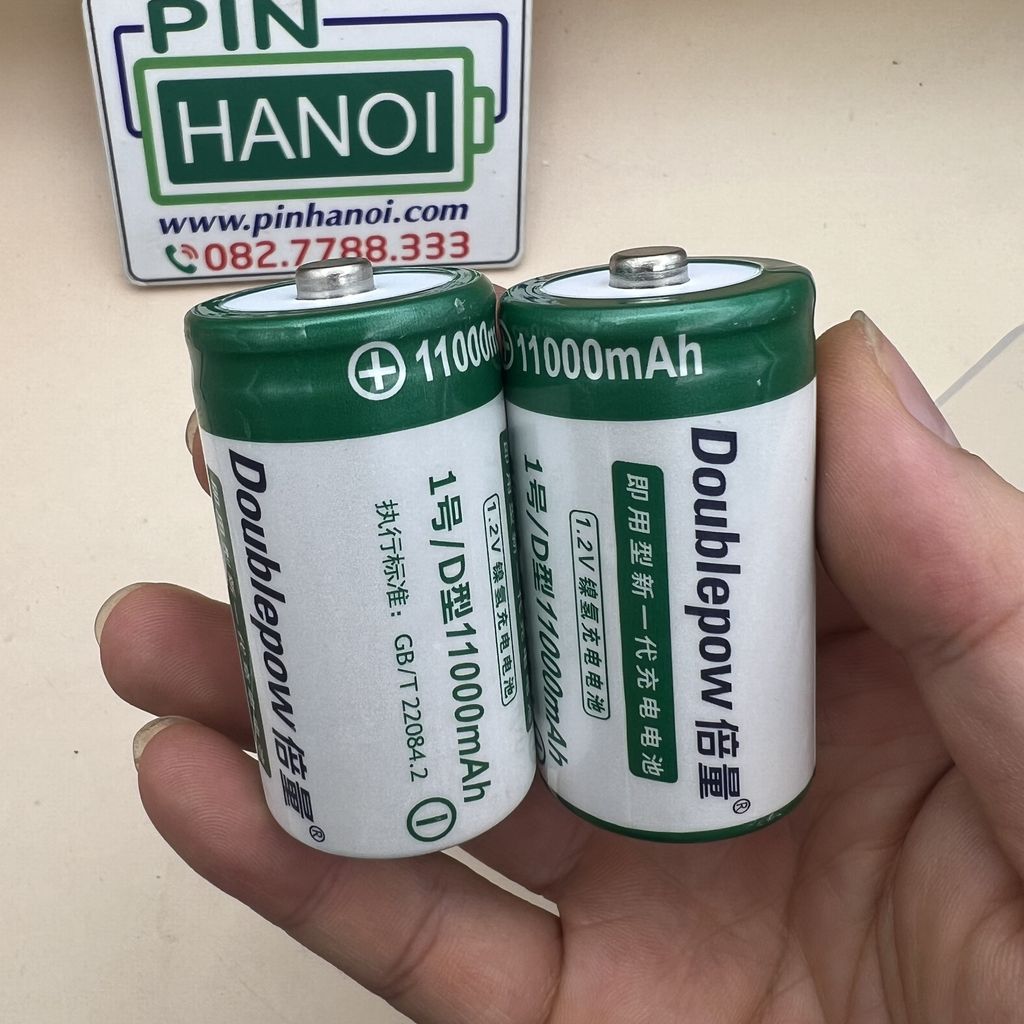 PIN
HANOI
www.pinhanoi.com
082.7788.333
11000m
Doublepow 倍量®
执行标准：GB/T 22084.2
1号/D型11000mAh
1.2V 镍氢充电电池
11000mAh
1号/D型11000mAh
1.2V 镍氢充电电池
即用型新一代充电电池
Doublepow 倍量®